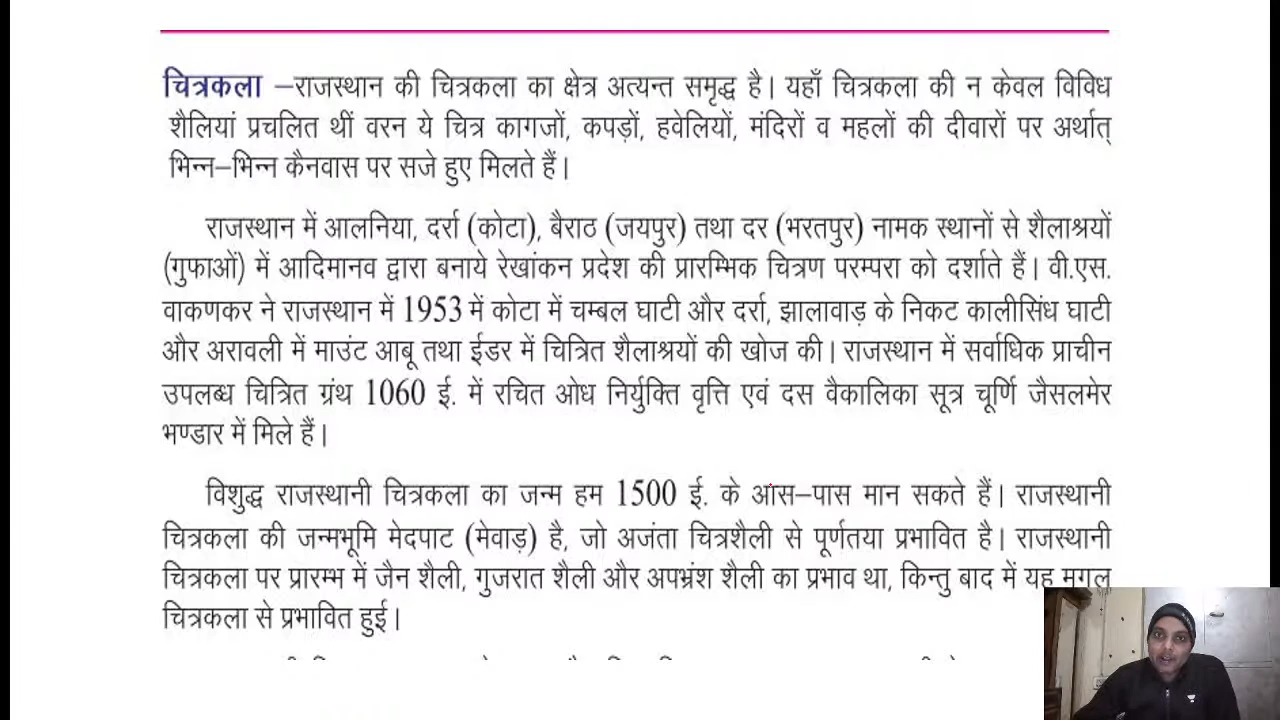 चित्रकला –राजस्थान की चित्रकला का क्षेत्र अत्यन्त समृद्ध है। यहाँ चित्रकला की न केवल विविध
शैलियां प्रचलित थीं वरन ये चित्र कागजों, कपड़ों, हवेलियों, मंदिरों व महलों की दीवारों पर अर्थात्
भिन्न–भिन्न कैनवास पर सजे हुए मिलते हैं।
राजस्थान में आलनिया, दर्रा (कोटा), बैराठ (जयपुर) तथा दर (भरतपुर) नामक स्थानों से शैलाश्रयों
(गुफाओं) में आदिमानव द्वारा बनाये रेखांकन प्रदेश की प्रारम्भिक चित्रण परम्परा को दर्शाते हैं। वी.एस.
वाकणकर ने राजस्थान में 1953 में कोटा में चम्बल घाटी और दर्रा, झालावाड़ के निकट कालीसिंध घाटी
और अरावली में माउंट आबू तथा ईडर में चित्रित शैलाश्रयों की खोज की। राजस्थान में सर्वाधिक प्राचीन
उपलब्ध चित्रित ग्रंथ 1060 ई. में रचित ओध निर्युक्ति वृत्ति एवं दस वैकालिका सूत्र चूर्णि जैसलमेर
भण्डार में मिले हैं।
विशुद्ध राजस्थानी चित्रकला का जन्म हम 1500 ई. के आस–पास मान सकते हैं। राजस्थानी
चित्रकला की जन्मभूमि मेदपाट (मेवाड़) है, जो अजंता चित्रशैली से पूर्णतया प्रभावित है। राजस्थानी
चित्रकला पर प्रारम्भ में जैन शैली, गुजरात शैली और अपभ्रंश शैली का प्रभाव था, किन्तु बाद में यह मुगल
चित्रकला से प्रभावित हुई।